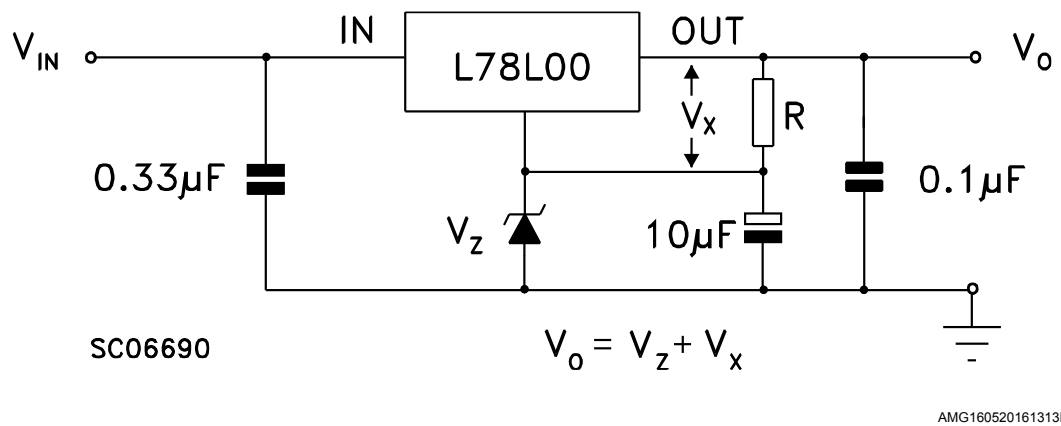 IN
OUT
V_IN
L78L00
V_O
V_X
R
0.33µF
0.1µF
V_Z
10µF
SC06690
V_O = V_Z + V_X
AMG160520161313